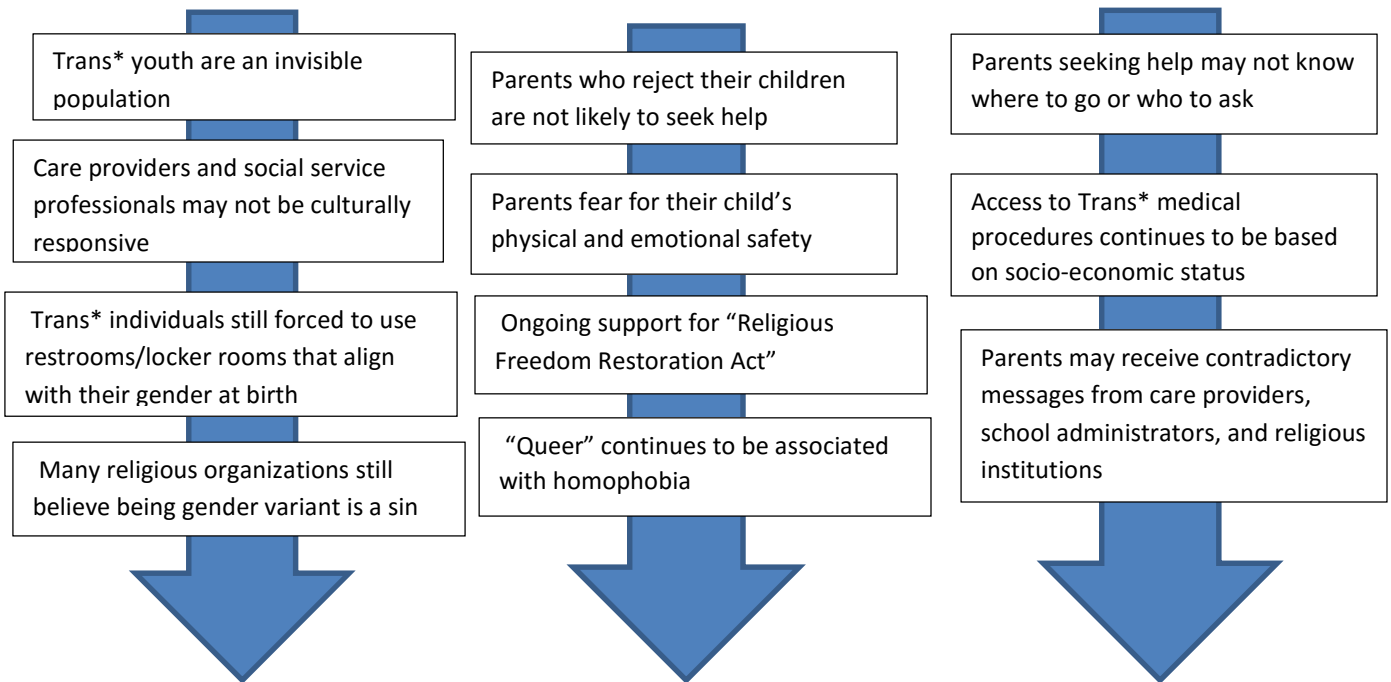 Trans* youth are an invisible
population
Care providers and social service
professionals may not be culturally
responsive
Trans* individuals still forced to use
restrooms/locker rooms that align
with their gender at birth
Many religious organizations still
believe being gender variant is a sin
Parents who reject their children
are not likely to seek help
Parents fear for their child’s
physical and emotional safety
Ongoing support for “Religious
Freedom Restoration Act”
“Queer” continues to be associated
with homophobia
Parents seeking help may not know
where to go or who to ask
Access to Trans* medical
procedures continues to be based
on socio-economic status
Parents may receive contradictory
messages from care providers,
school administrators, and religious
institutions